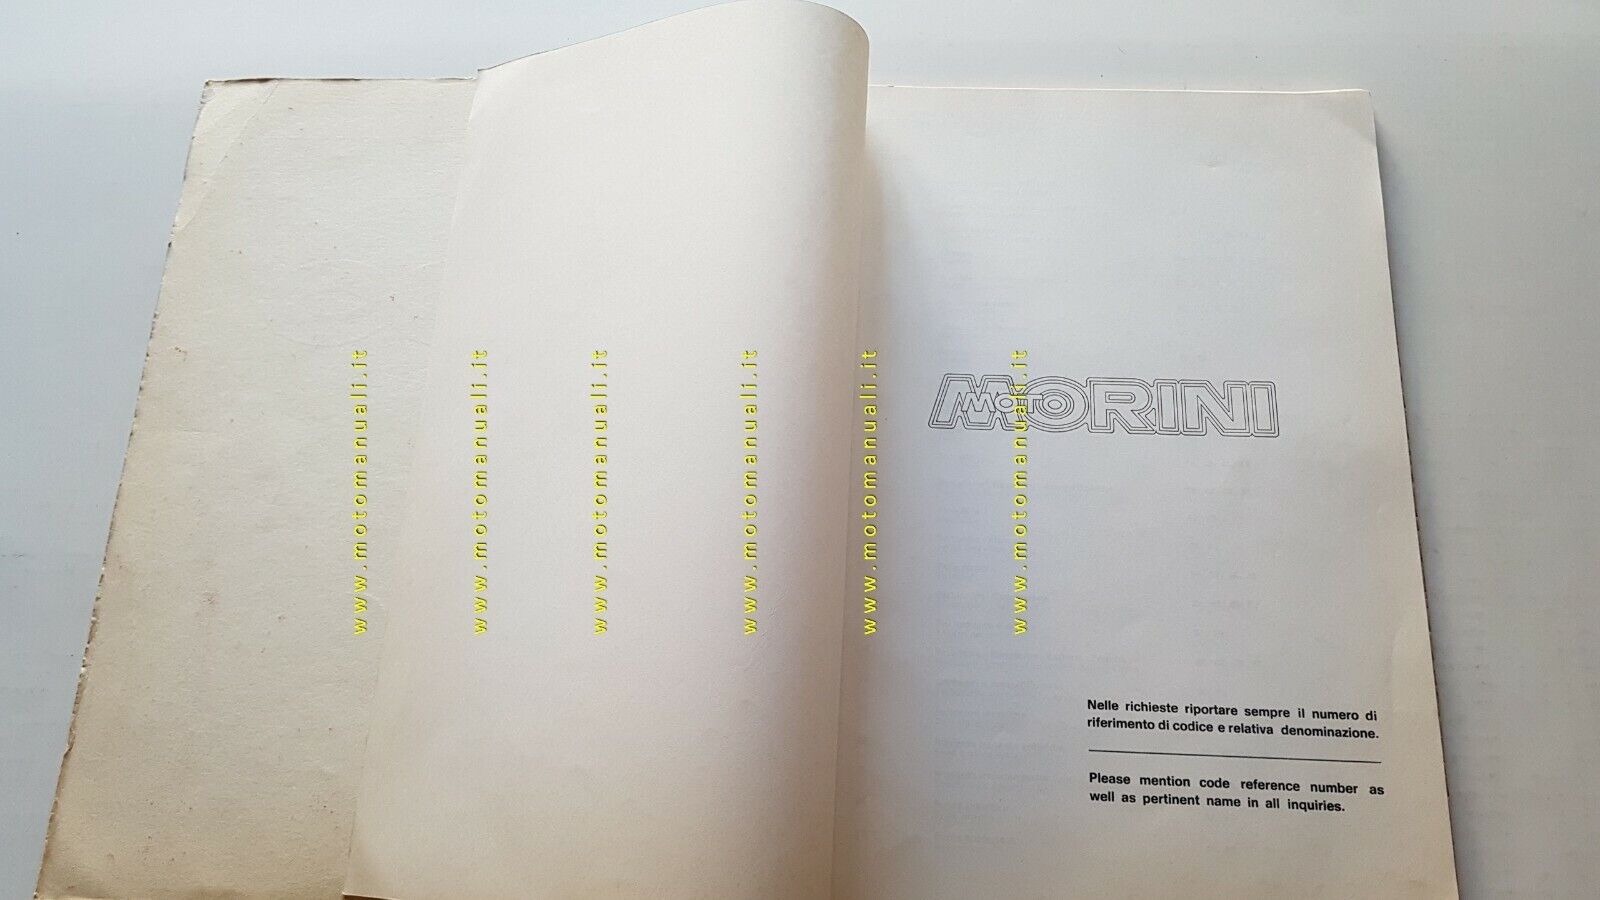 www.motomanuali.it
www.motomanuali.it
www.motomanuali.it
www.motomanuali.it
www.motomanuali.it
www.motomanuali.it
MOTO MORINI
Nelle richieste riportare sempre il numero di
riferimento di codice e relativa denominazione.
Please mention code reference number as
well as pertinent name in all inquiries.